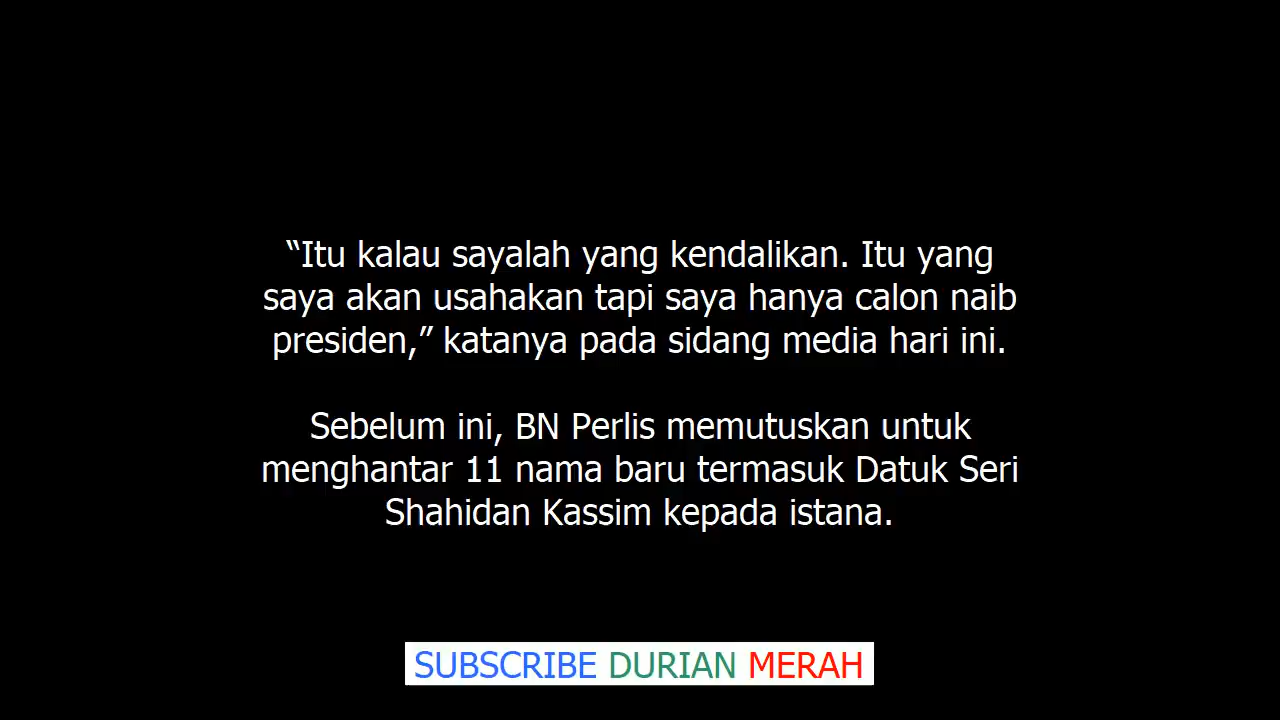 “Itu kalau sayalah yang kendalikan. Itu yang
saya akan usahakan tapi saya hanya calon naib
presiden,” katanya pada sidang media hari ini.
Sebelum ini, BN Perlis memutuskan untuk
menghantar 11 nama baru termasuk Datuk Seri
Shahidan Kassim kepada istana.
SUBSCRIBE DURIAN MERAH